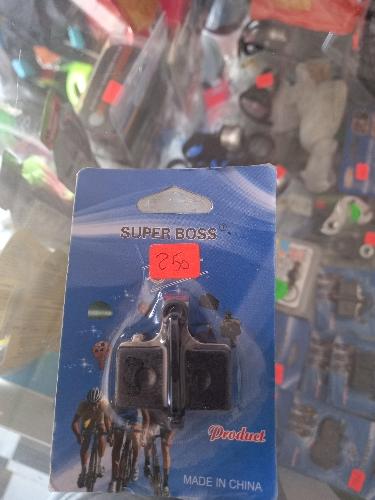 SUPER BOSS
250
Product
MADE IN CHINA